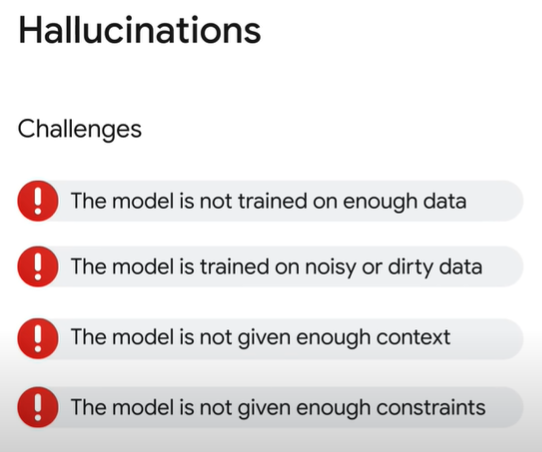 Hallucinations
Challenges
The model is not trained on enough data
The model is trained on noisy or dirty data
The model is not given enough context
The model is not given enough constraints